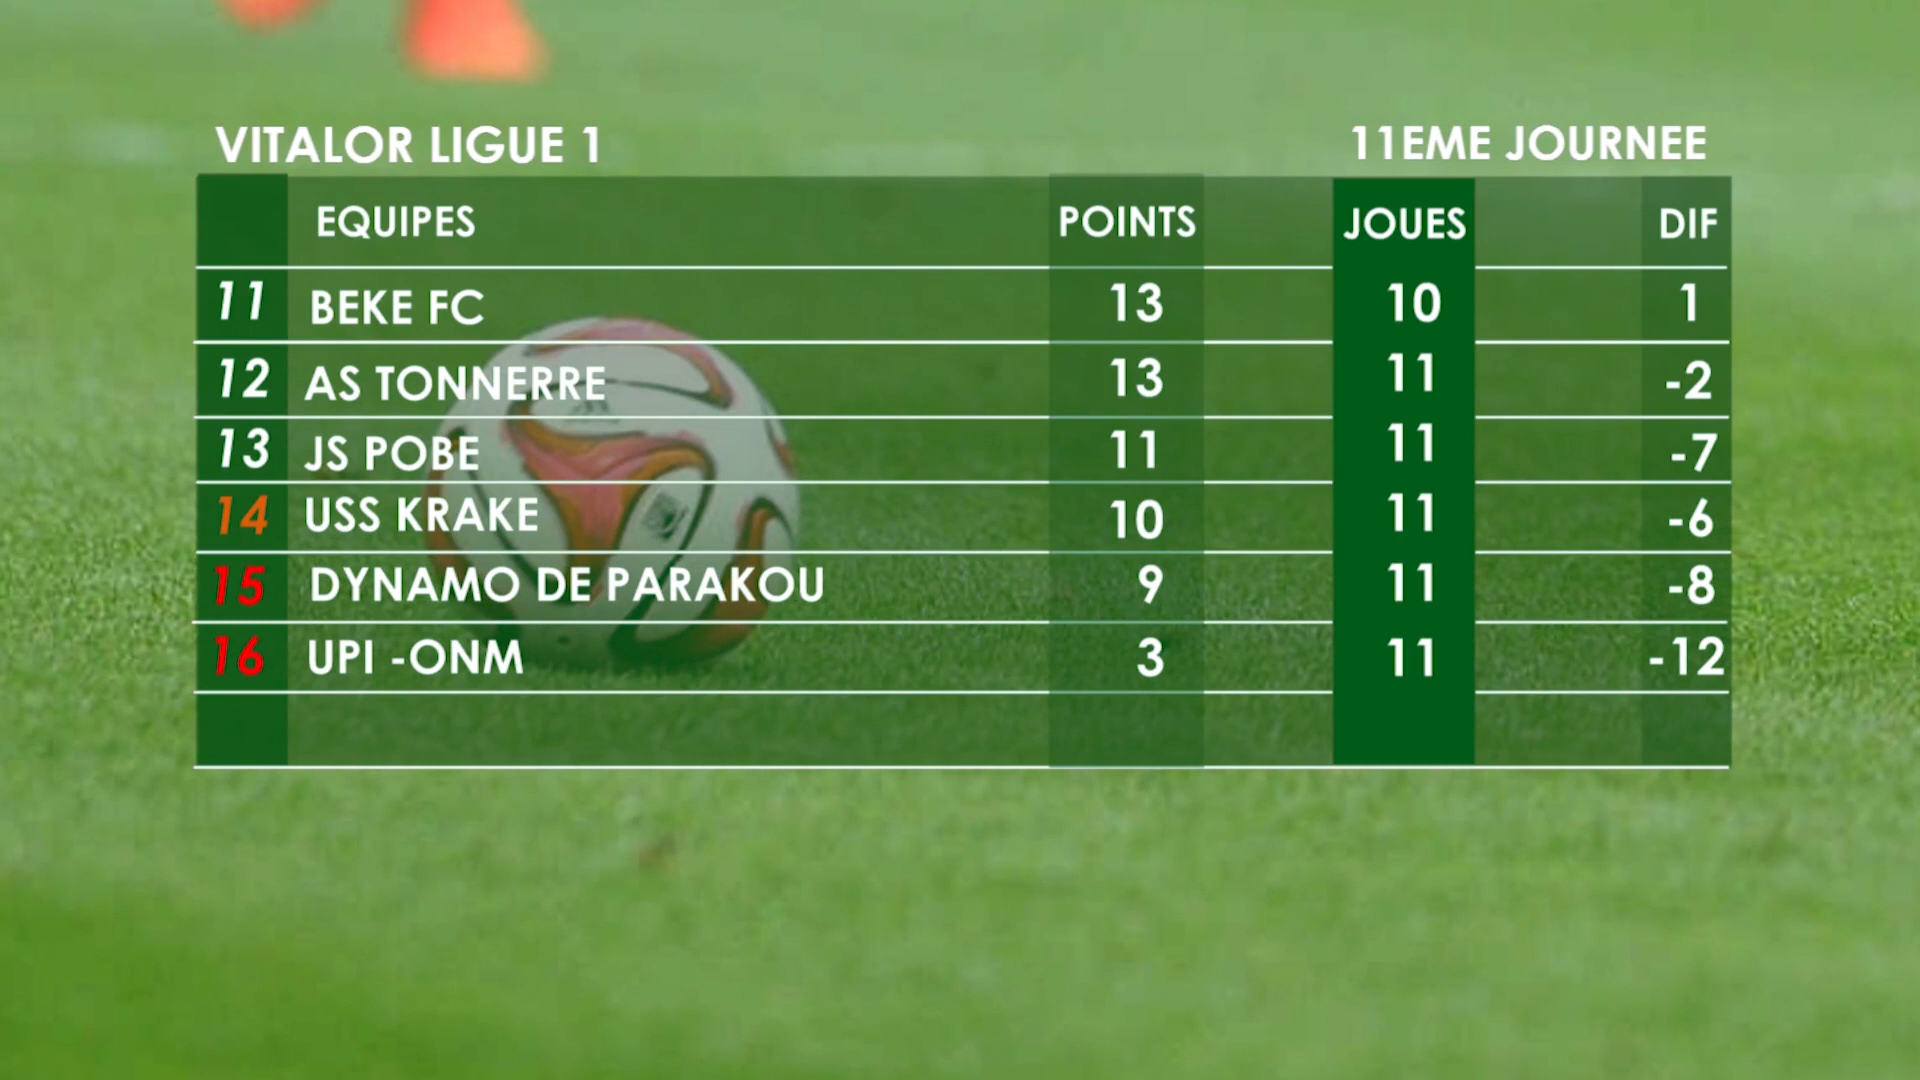 VITALOR LIGUE 1 11EME JOURNEE
EQUIPES POINTS JOUES DIF
11 BEKE FC 13 10 1
12 AS TONNERRE 13 11 -2
13 JS POBE 11 11 -7
14 USS KRAKE 10 11 -6
15 DYNAMO DE PARAKOU 9 11 -8
16 UPI -ONM 3 11 -12